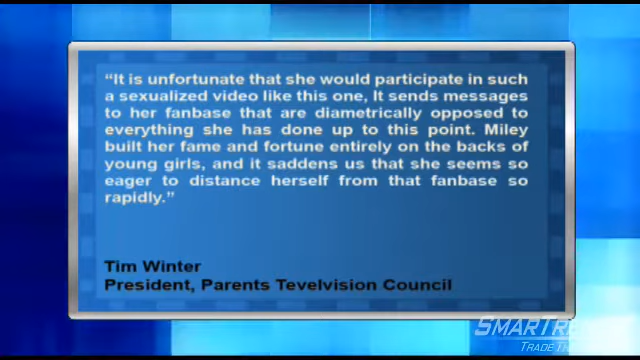 “It is unfortunate that she would participate in such
a sexualized video like this one, It sends messages
to her fanbase that are diametrically opposed to
everything she has done up to this point. Miley
built her fame and fortune entirely on the backs of
young girls, and it saddens us that she seems so
eager to distance herself from that fanbase so
rapidly.”
Tim Winter
President, Parents Tevelvision Council
TRADE